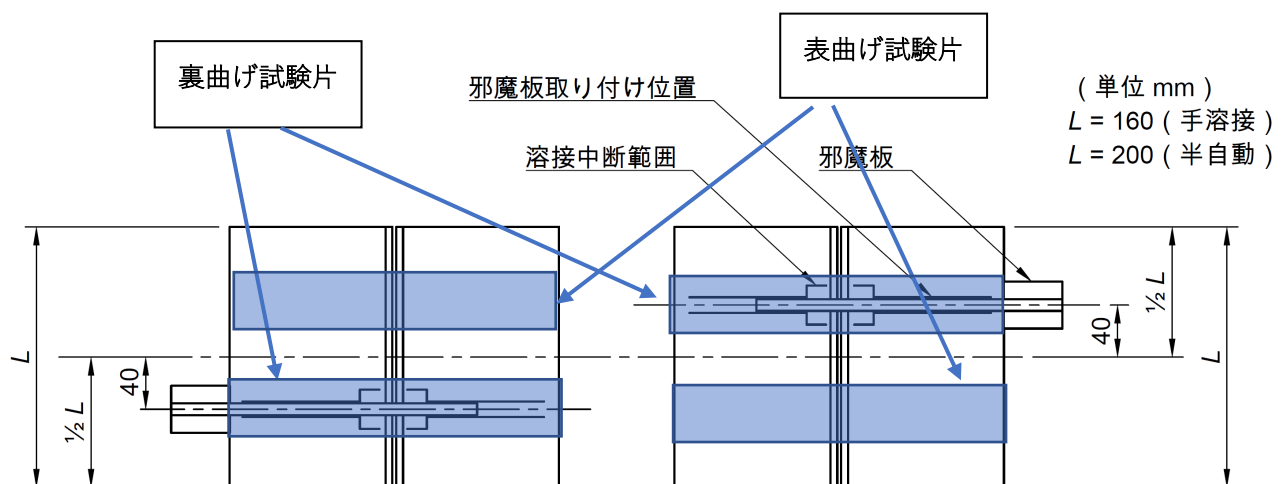 裏曲げ試験片
表曲げ試験片
邪魔板取り付け位置
溶接中断範囲
邪魔板
( 単位 mm )
L = 160 ( 手溶接 )
L = 200 ( 半自動 )
L
40
½ L
40
½ L
L